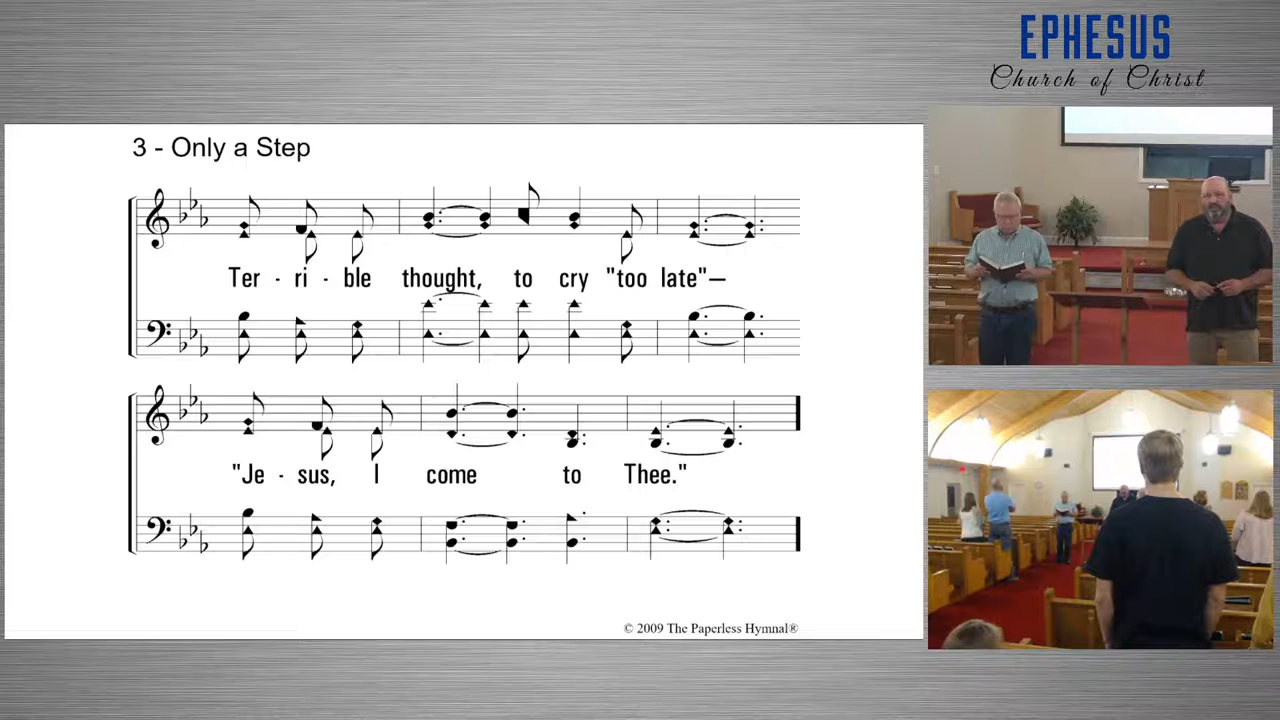 EPHESUS
Church of Christ
3 - Only a Step
Ter - ri - ble thought, to cry "too late"—
"Je - sus, I come to Thee."
© 2009 The Paperless Hymnal®